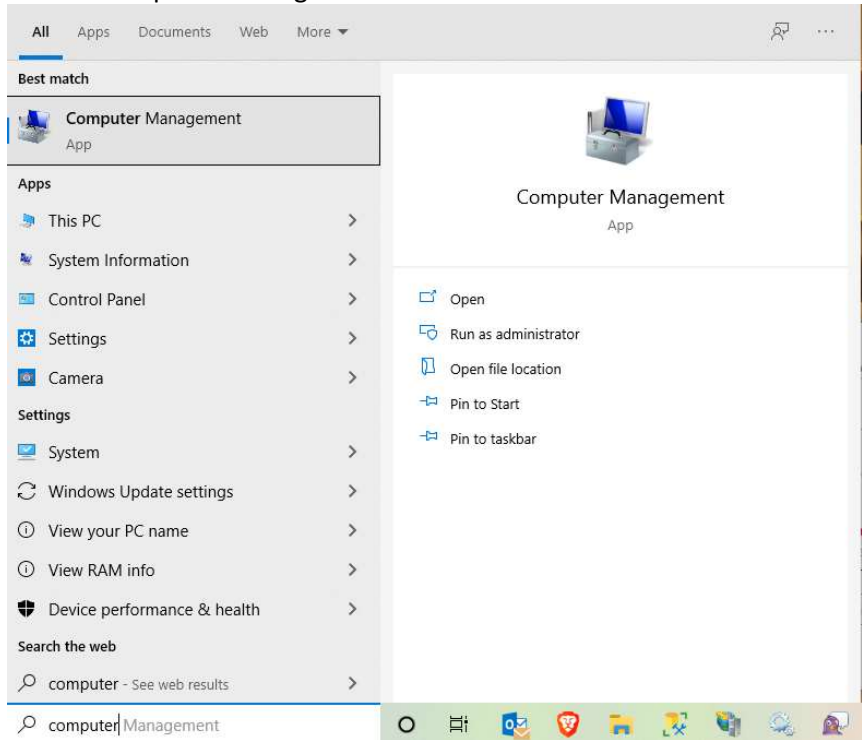 All Apps Documents Web More
Best match
Computer Management
App
Apps
This PC
System Information
Control Panel
Settings
Camera
Settings
System
Windows Update settings
View your PC name
View RAM info
Device performance & health
Search the web
computer - See web results
computer Management
Computer Management
App
Open
Run as administrator
Open file location
Pin to Start
Pin to taskbar